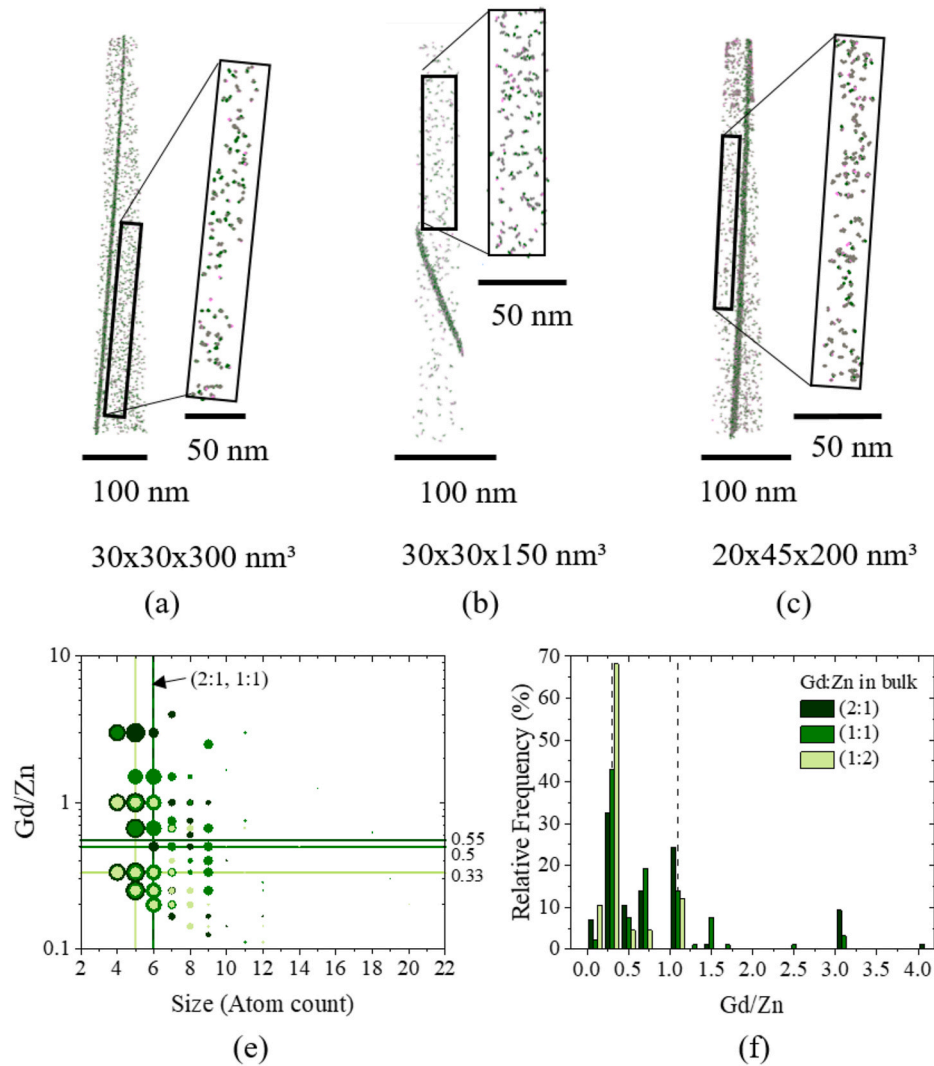 50 nm
50 nm
50 nm
100 nm
100 nm
100 nm
30x30x300 nm³
30x30x150 nm³
20x45x200 nm³
(a)
(b)
(c)
10
1
0.1
Gd/Zn
(2:1, 1:1)
0.55
0.5
0.33
2 4 6 8 10 12 14 16 18 20 22
Size (Atom count)
(e)
70
60
50
40
30
20
10
0
Relative Frequency (%)
Gd:Zn in bulk
(2:1)
(1:1)
(1:2)
0.0 0.5 1.0 1.5 2.0 2.5 3.0 3.5 4.0
Gd/Zn
(f)